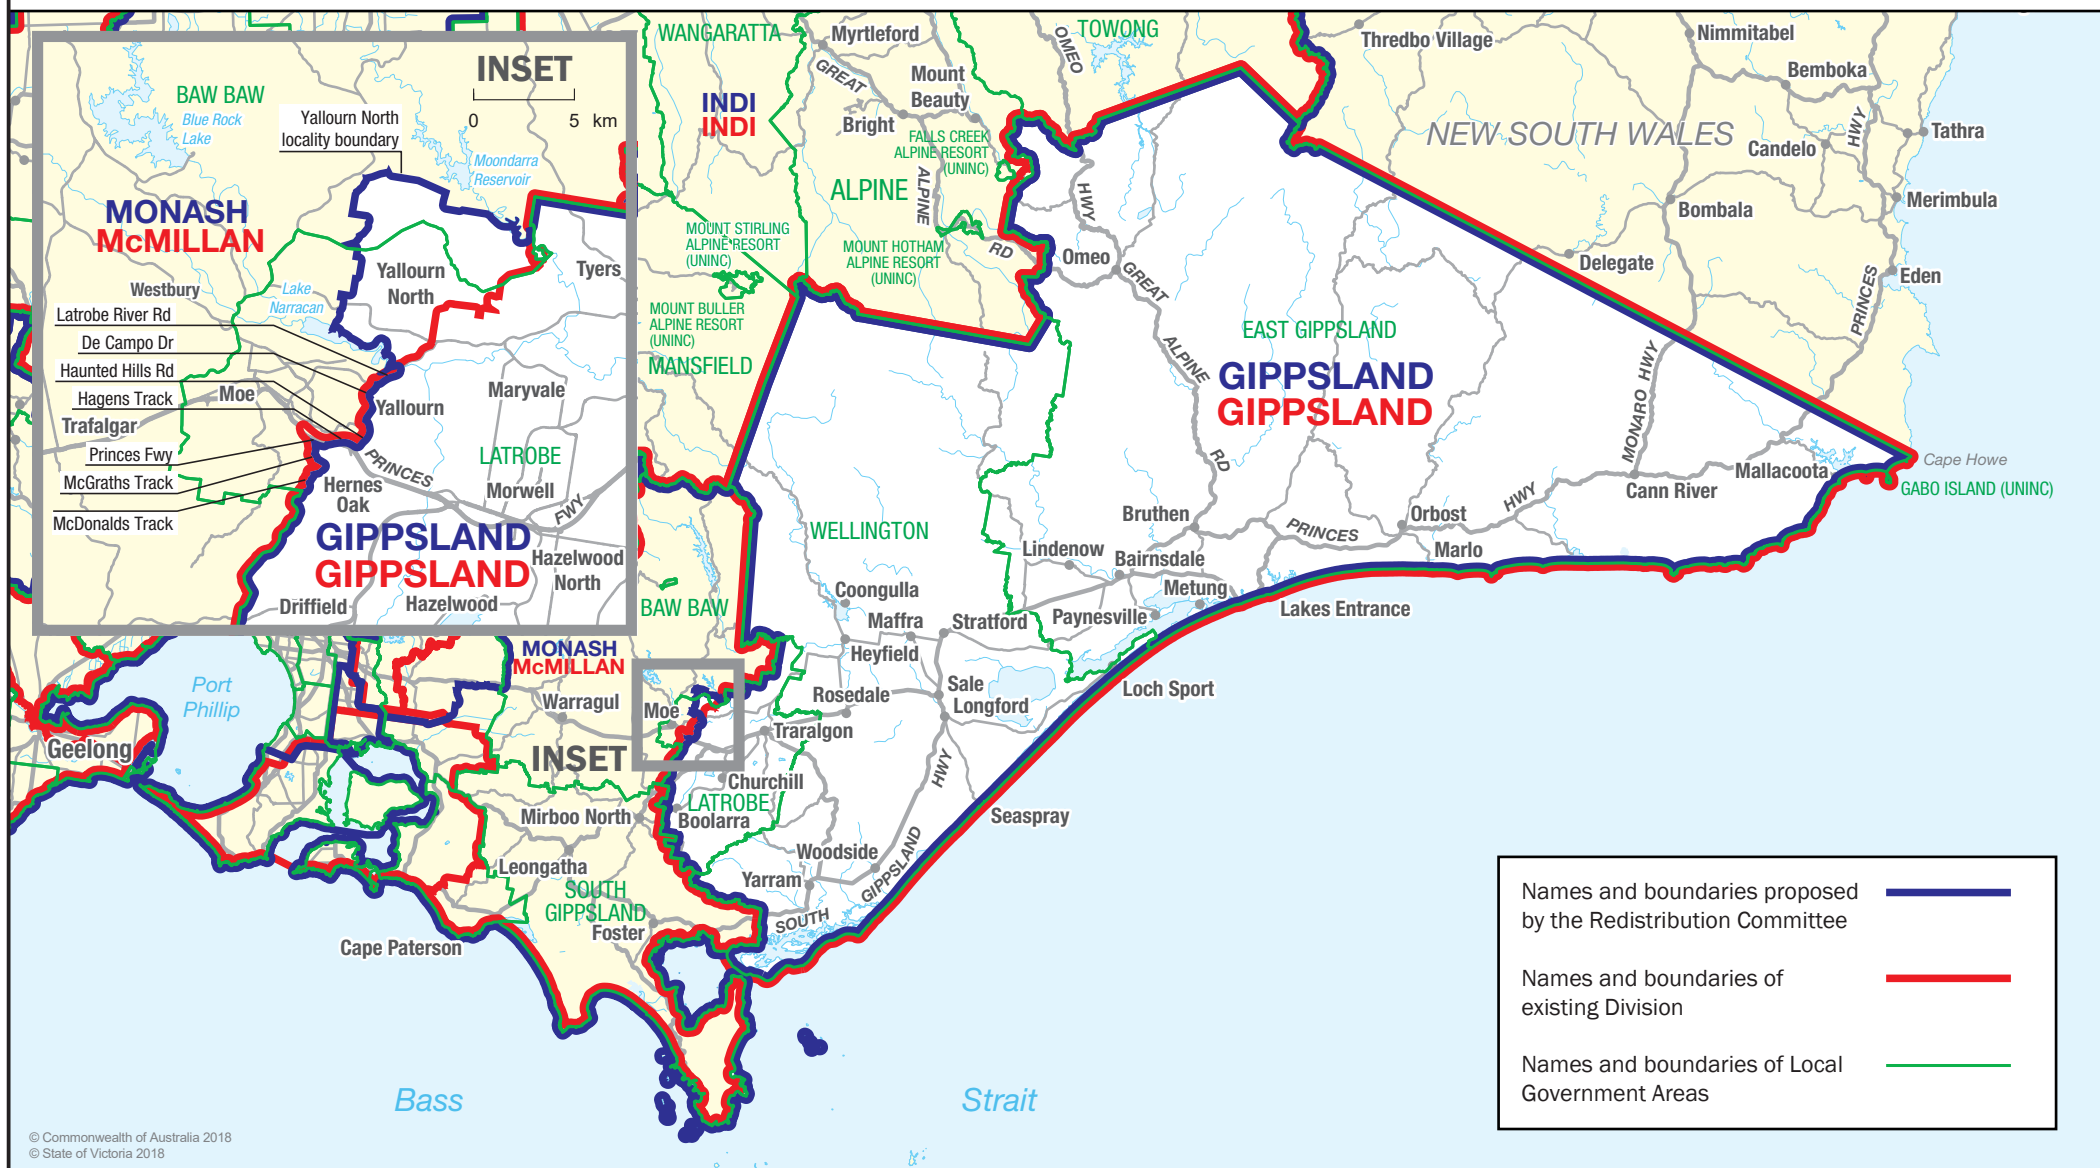 INSET
0 5 km
BAW BAW
Blue Rock
Lake
Yallourn North
locality boundary
Moondarra
Reservoir
MONASH
McMILLAN
Yallourn
North
Tyers
Westbury
Lake
Narracan
Latrobe River Rd
De Campo Dr
Haunted Hills Rd
Hagens Track
Moe
Trafalgar
Yallourn
Maryvale
Princes Fwy
McGraths Track
McDonalds Track
PRINCES
FWY
LATROBE
Morwell
Hernes
Oak
GIPPSLAND
GIPPSLAND
Hazelwood
North
Driffield
Hazelwood
WANGARATTA
Myrtleford
OMEO
TOWONG
Thredbo Village
Nimmitabel
Bemboka
GREAT
Mount
Beauty
INDI
INDI
Bright
FALLS CREEK
ALPINE RESORT
(UNINC)
NEW SOUTH WALES
HWY
Tathra
Candelo
ALPINE
ALPINE
HWY
Merimbula
Bombala
MOUNT STIRLING
ALPINE RESORT
(UNINC)
MOUNT HOTHAM
ALPINE RESORT
(UNINC)
RD
Omeo
GREAT
Delegate
Eden
PRINCES
MOUNT BULLER
ALPINE RESORT
(UNINC)
MANSFIELD
EAST GIPPSLAND
ALPINE
GIPPSLAND
GIPPSLAND
MONARO HWY
RD
Mallacoota
Cape Howe
GABO ISLAND (UNINC)
Cann River
HWY
WELLINGTON
Bruthen
PRINCES
Orbost
Marlo
Lindenow
Bairnsdale
Metung
Coongulla
Maffra
Stratford
Paynesville
Lakes Entrance
BAW BAW
Heyfield
MONASH
McMILLAN
Port
Phillip
Warragul
Moe
Rosedale
Sale
Longford
Loch Sport
Geelong
INSET
Traralgon
Churchill
HWY
LATROBE
Boolarra
Mirboo North
Seaspray
Leongatha
Woodside
GIPPSLAND
Yarram
SOUTH
GIPPSLAND
SOUTH
Foster
Cape Paterson
Bass
Strait
Names and boundaries proposed
by the Redistribution Committee
Names and boundaries of
existing Division
Names and boundaries of Local
Government Areas
© Commonwealth of Australia 2018
© State of Victoria 2018